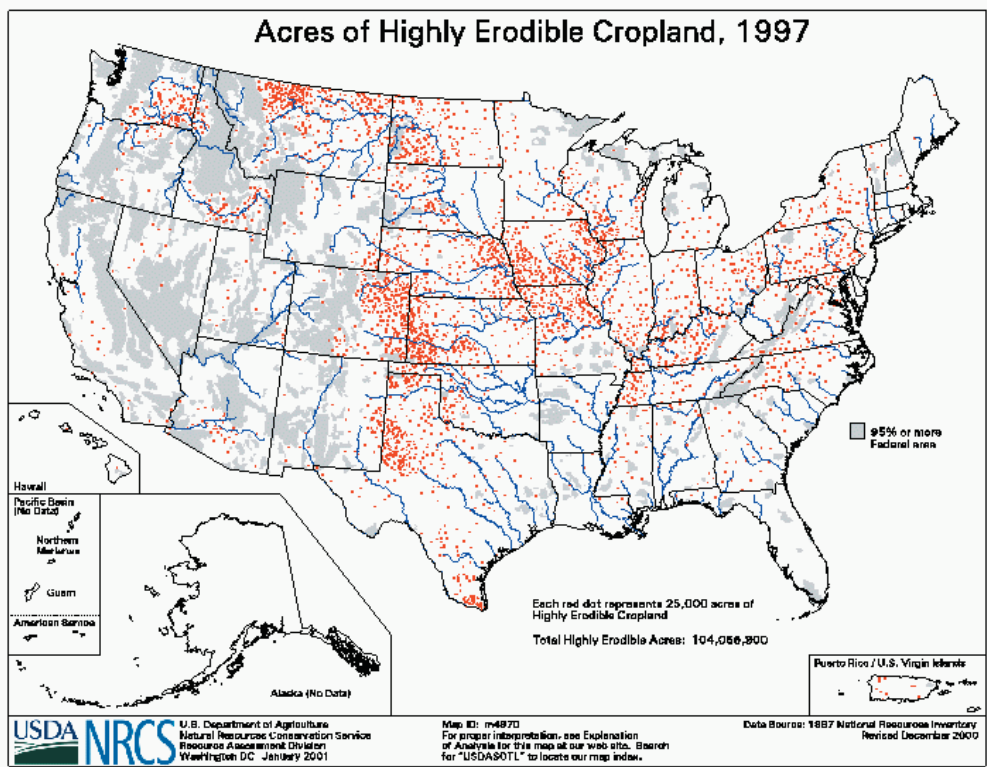 Acres of Highly Erodible Cropland, 1997
95% or more
Federal area
Hawaii
Pacific Basin
(No Data)
Northern
Marianas
Guam
American Samoa
Each red dot represents 25,000 acres of
Highly Erodible Cropland
Total Highly Erodible Acres:
Alaska (No Data)
Puerto Rico / U.S. Virgin Islands
USDA
NRCS
U.S. Department of Agriculture
Natural Resources Conservation Service
Resource Assessment Division
Washington DC January 2001
Map ID: m4970
For proper interpretation, see Explanation
of Analysis for this map at our web site. Search
for "USDASOTL" to locate our map index.
Data Source: 1997 National Resources Inventory
Revised December 2000